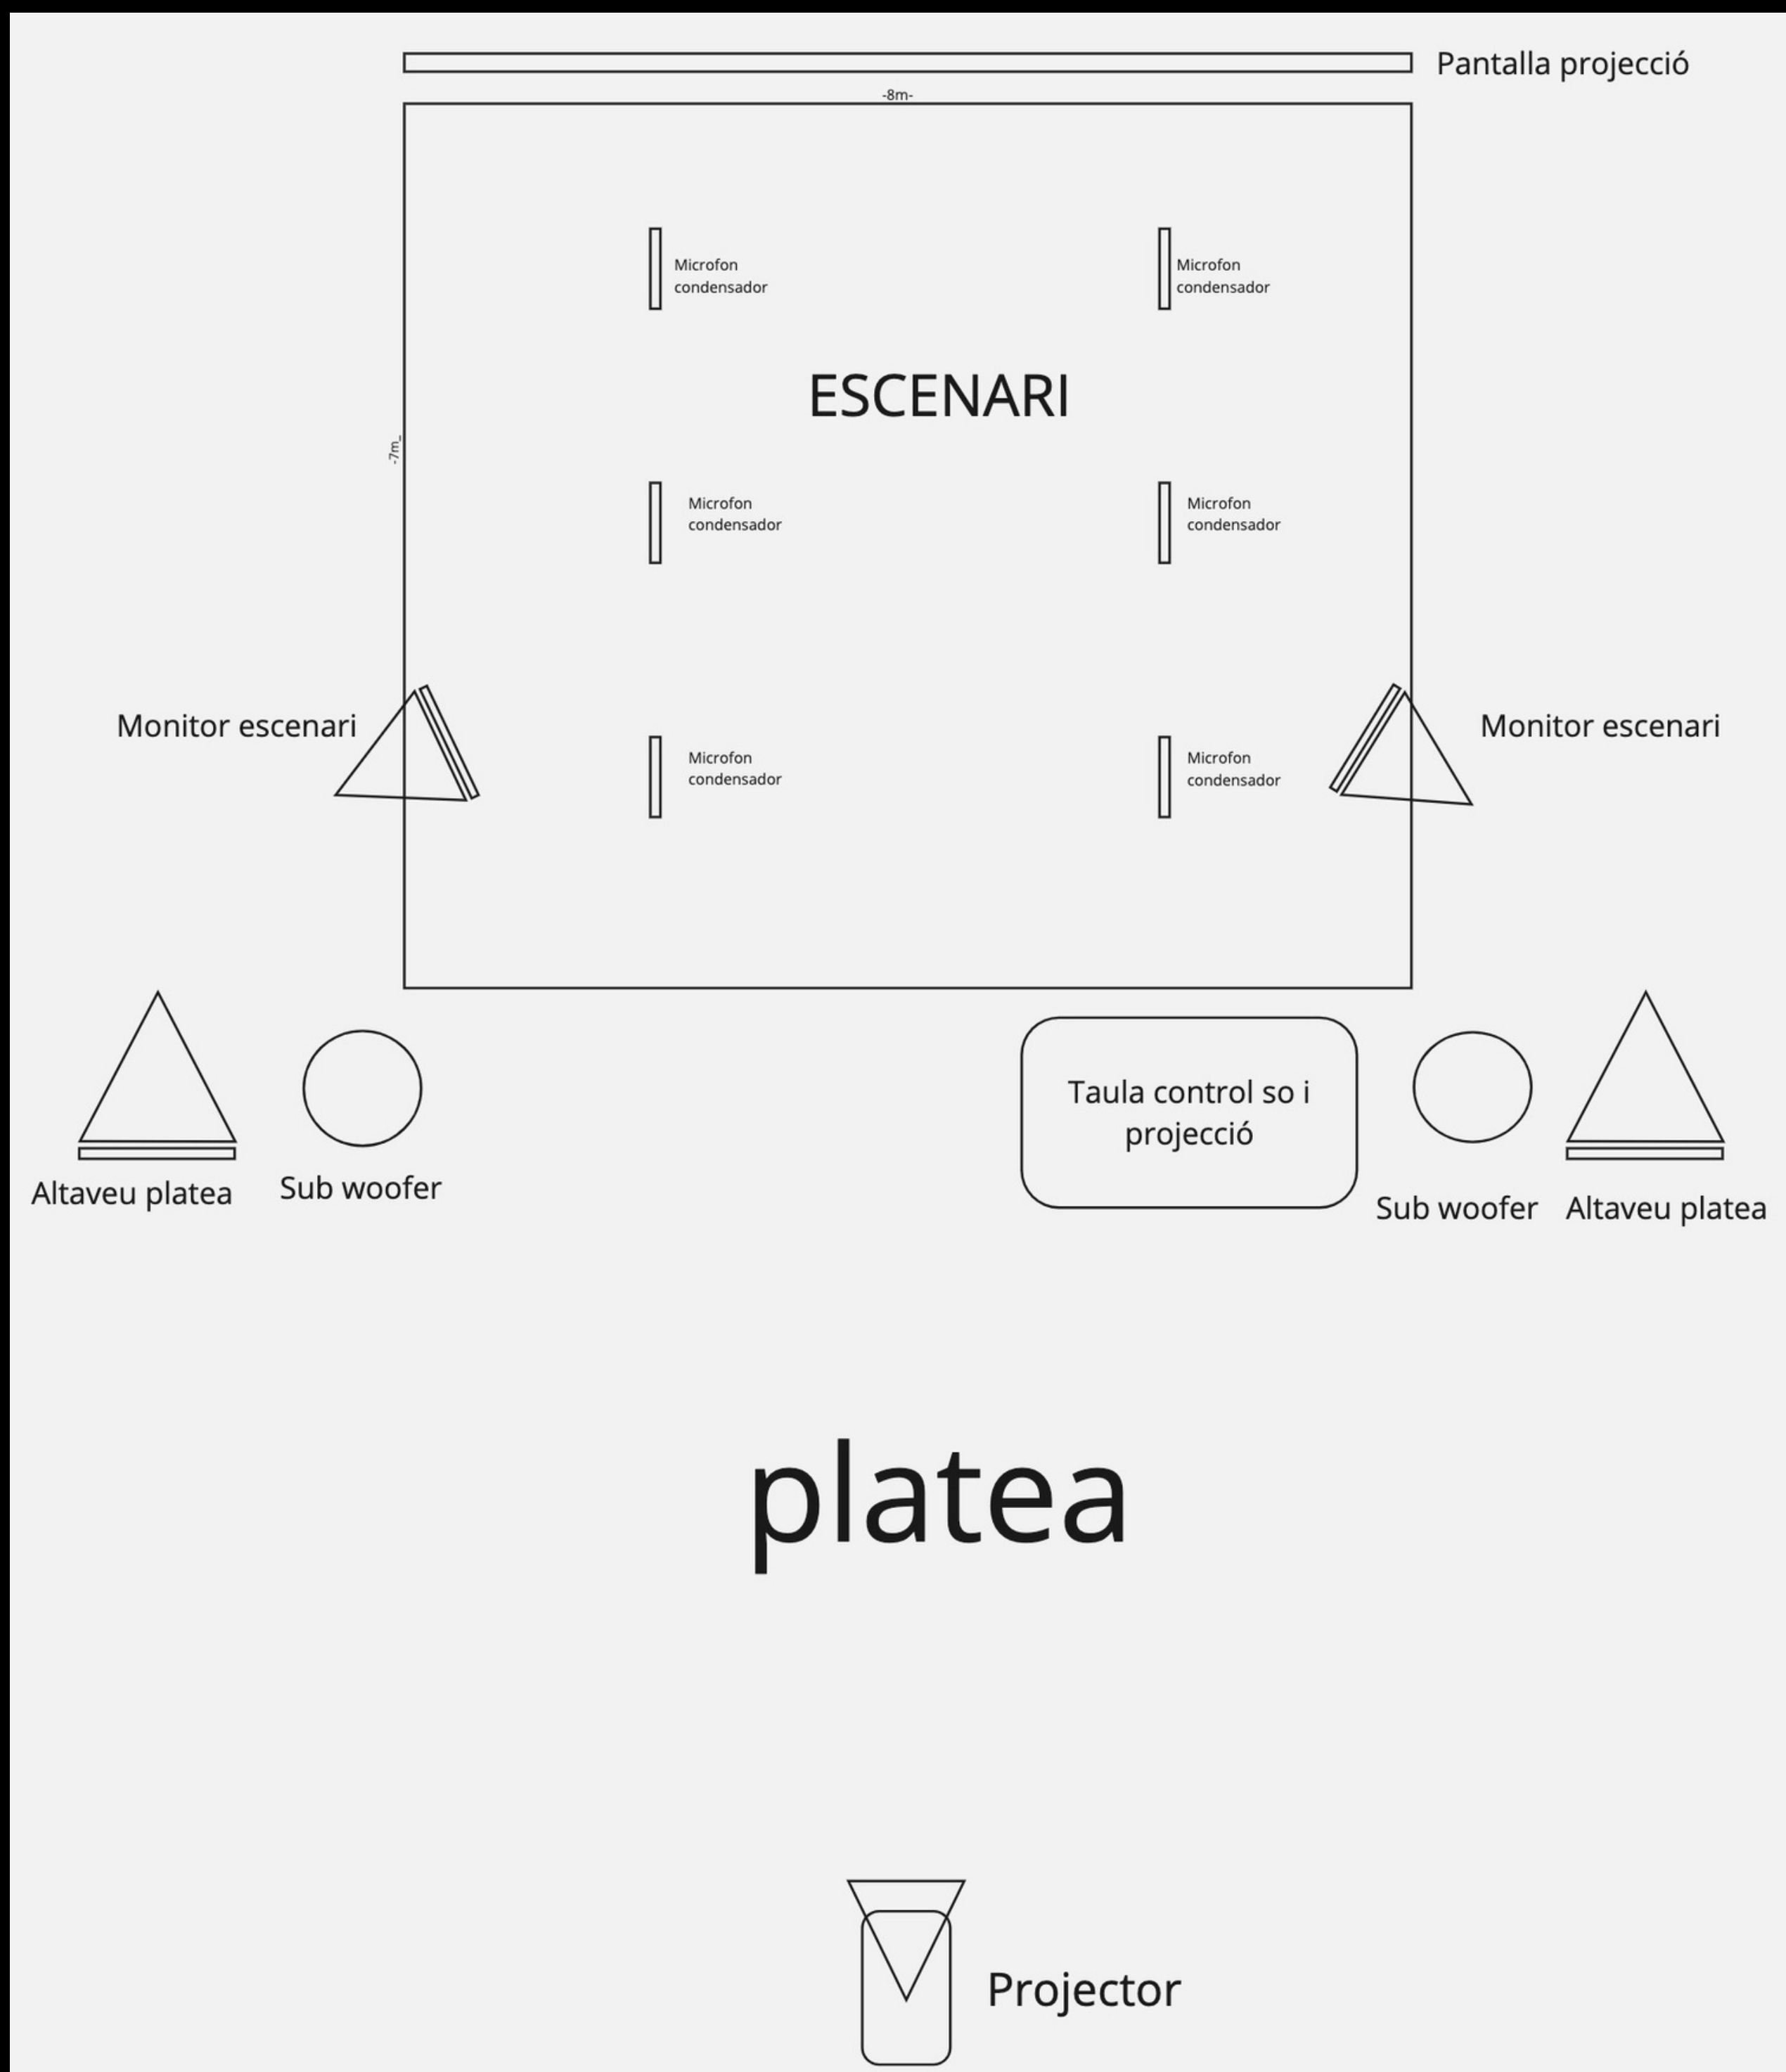 Pantalla projecció
-8m-
Microfon
condensador
Microfon
condensador
ESCENARI
-7m_
Microfon
condensador
Microfon
condensador
Monitor escenari
Monitor escenari
Microfon
condensador
Microfon
condensador
Taula control so i
projecció
Altaveu platea
Sub woofer
Sub woofer
Altaveu platea
platea
Projector